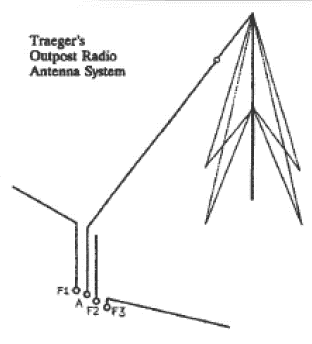 Traeger's
Outpost Radio
Antenna System
F1
A
F2
F3